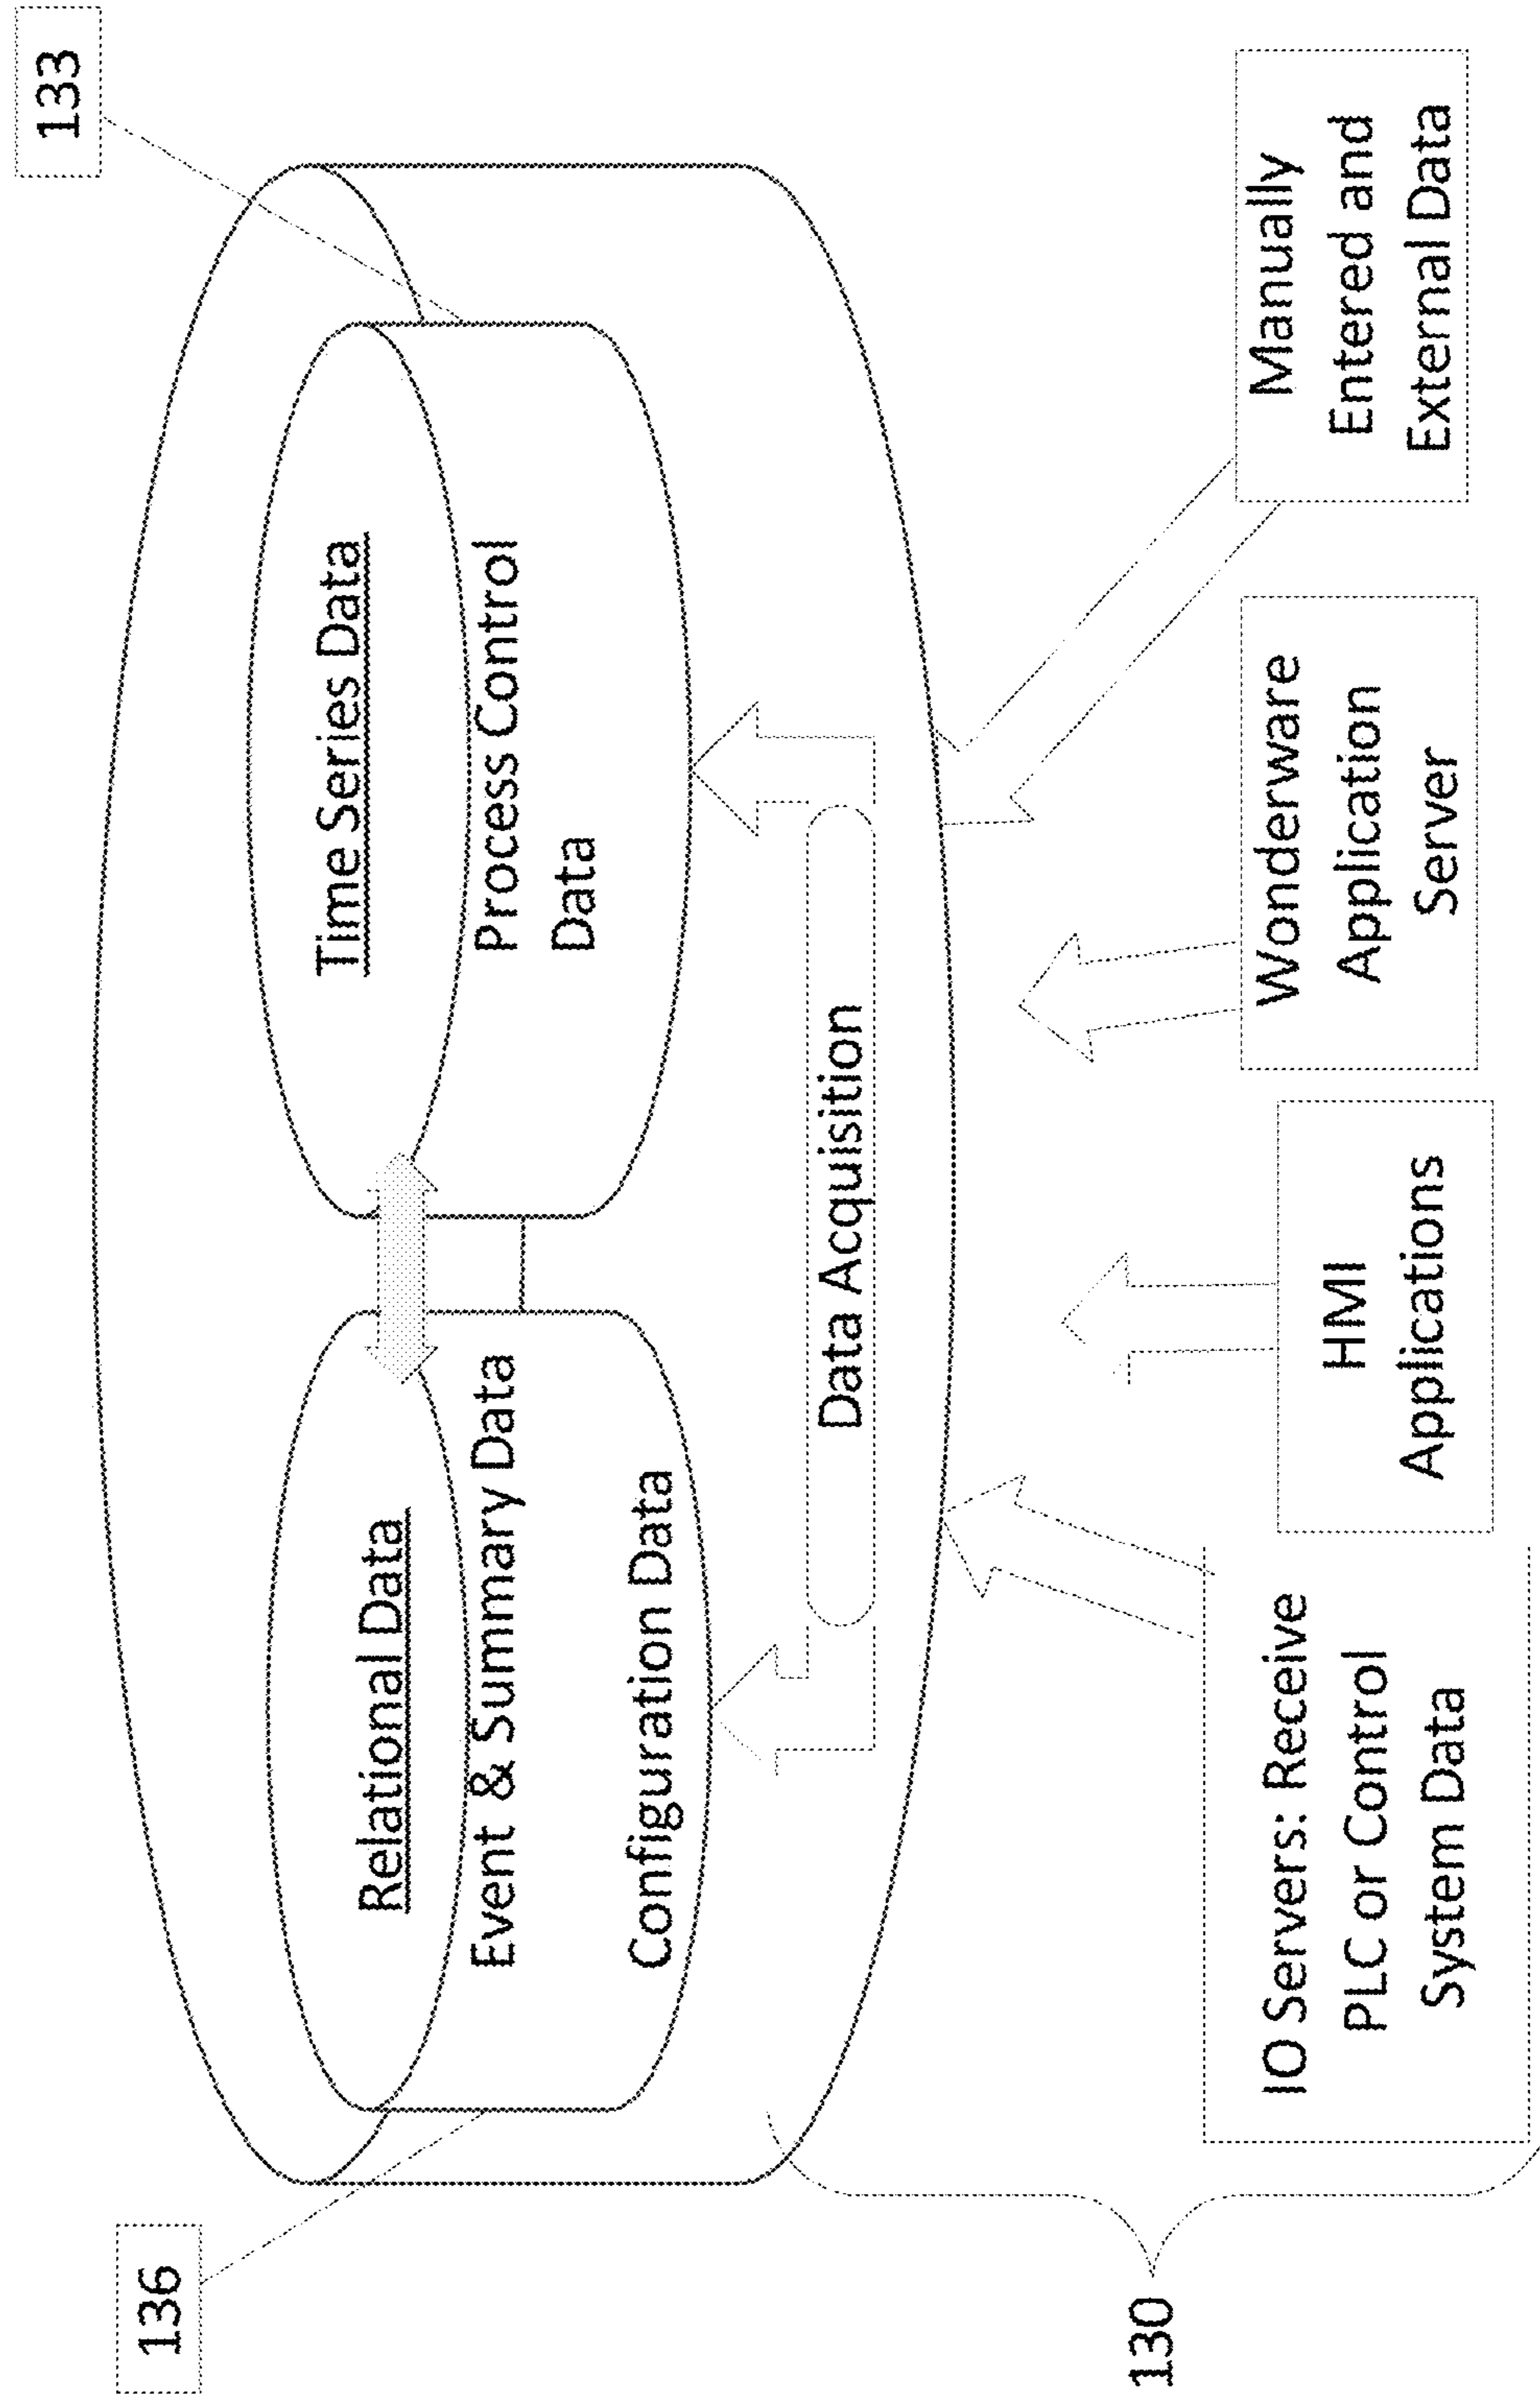 136
133
Relational Data
Event & Summary Data
Configuration Data
Time Series Data
Process Control
Data
Data Acquisition
130
IO Servers: Receive
PLC or Control
System Data
HMI
Applications
Wonderware
Application
Server
Manually
Entered and
External Data